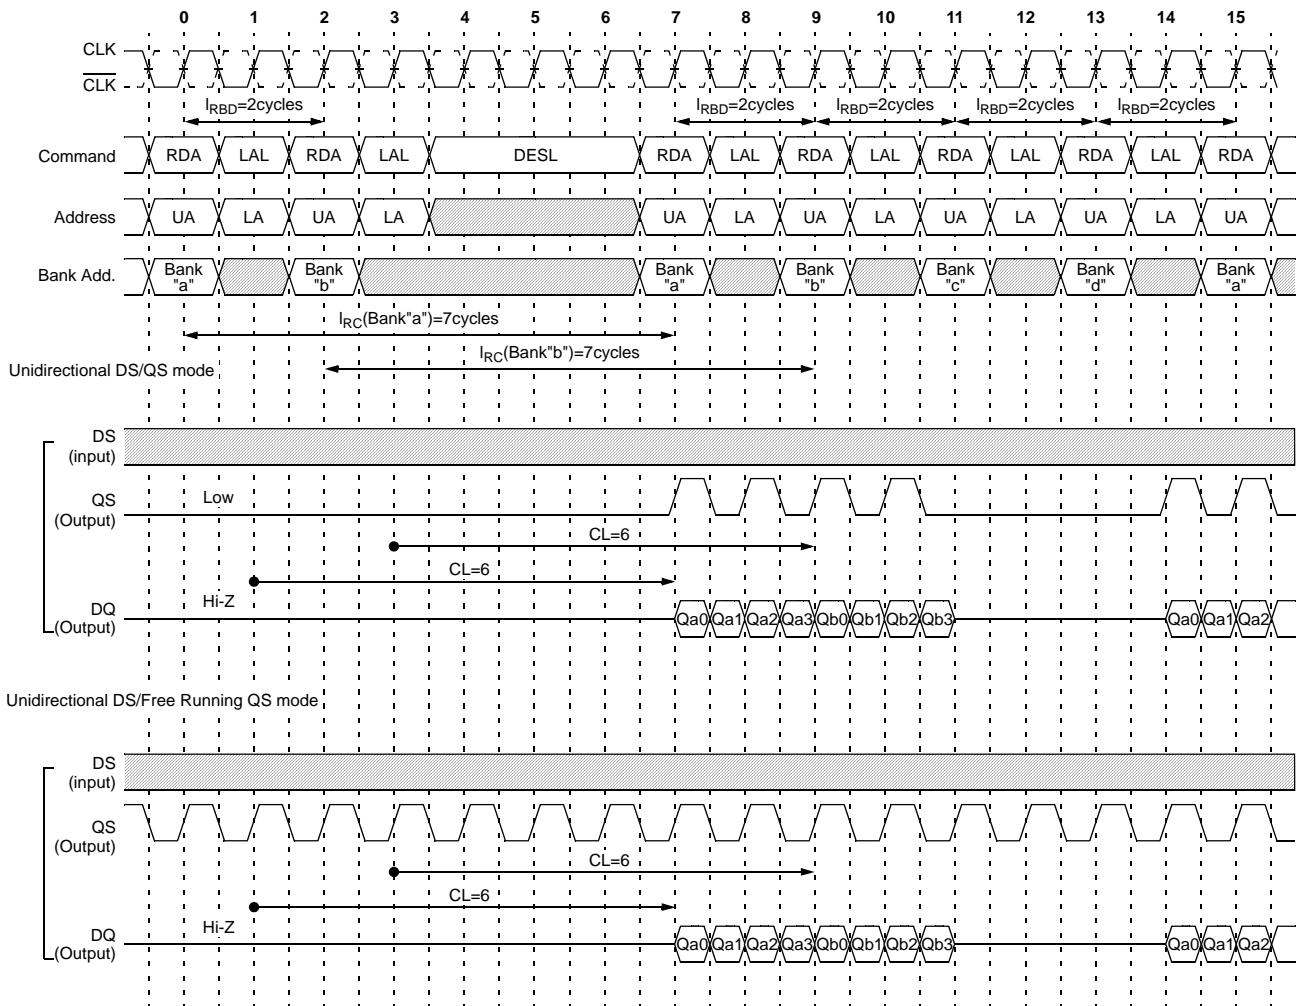 0 1 2 3 4 5 6 7 8 9 10 11 12 13 14 15
CLK
CLK
IRBD=2cycles IRBD=2cycles IRBD=2cycles IRBD=2cycles IRBD=2cycles
Command RDA LAL RDA LAL DESL RDA LAL RDA LAL RDA LAL RDA LAL RDA
Address UA LA UA LA UA LA UA LA UA LA UA LA UA
Bank Add. Bank "a" Bank "b" Bank "a" Bank "b" Bank "c" Bank "d" Bank "a"
IRC(Bank"a")=7cycles
IRC(Bank"b")=7cycles
Unidirectional DS/QS mode
DS
(input)
QS Low
(Output)
CL=6
CL=6
Hi-Z
DQ
(Output) Qa0 Qa1 Qa2 Qa3 Qb0 Qb1 Qb2 Qb3 Qa0 Qa1 Qa2
Unidirectional DS/Free Running QS mode
DS
(input)
QS
(Output)
CL=6
CL=6
Hi-Z
DQ
(Output) Qa0 Qa1 Qa2 Qa3 Qb0 Qb1 Qb2 Qb3 Qa0 Qa1 Qa2